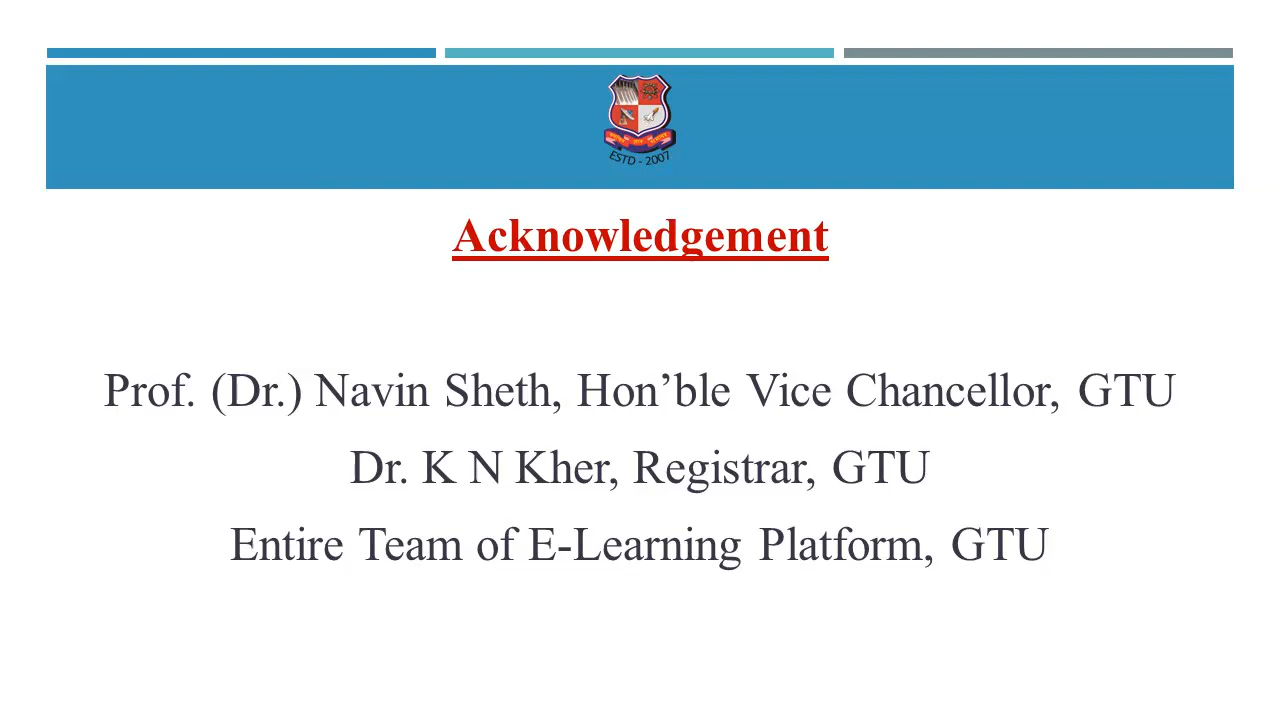 ESTD - 2007
Acknowledgement
Prof. (Dr.) Navin Sheth, Hon’ble Vice Chancellor, GTU
Dr. K N Kher, Registrar, GTU
Entire Team of E-Learning Platform, GTU